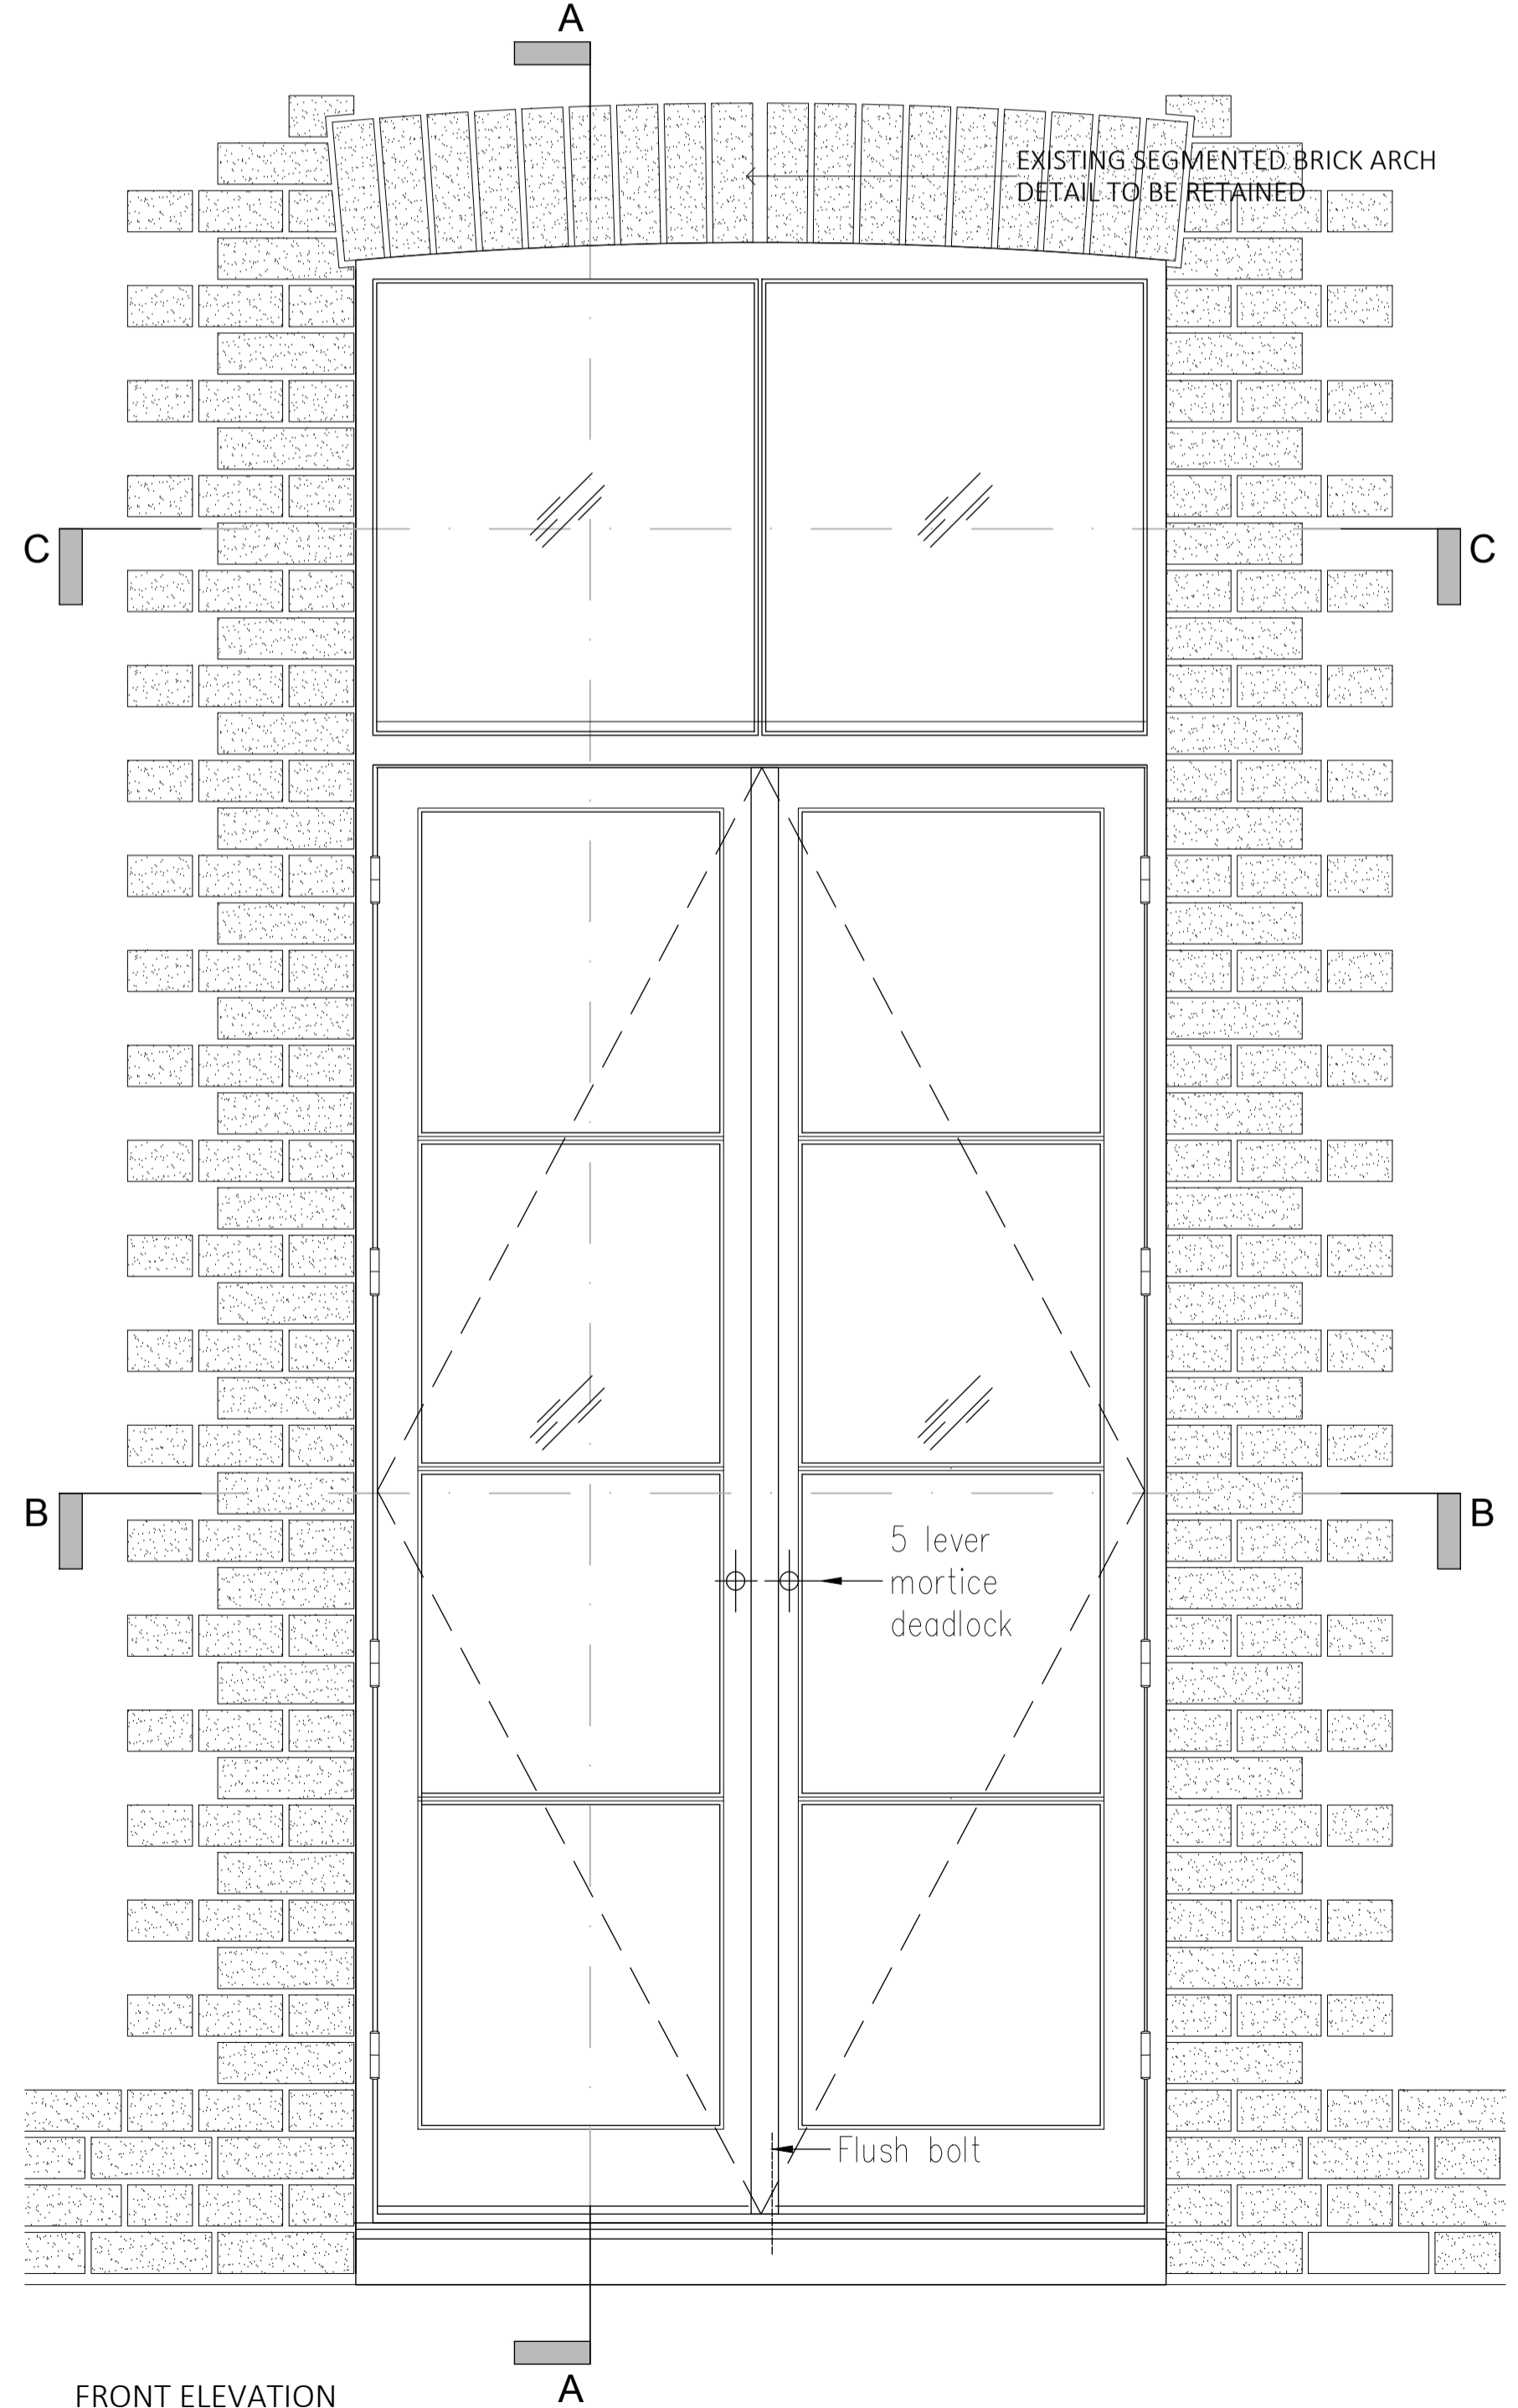 A
EXISTING SEGMENTED BRICK ARCH
DETAIL TO BE RETAINED
C
C
B
B
5 lever
mortice
deadlock
Flush bolt
A
FRONT ELEVATION